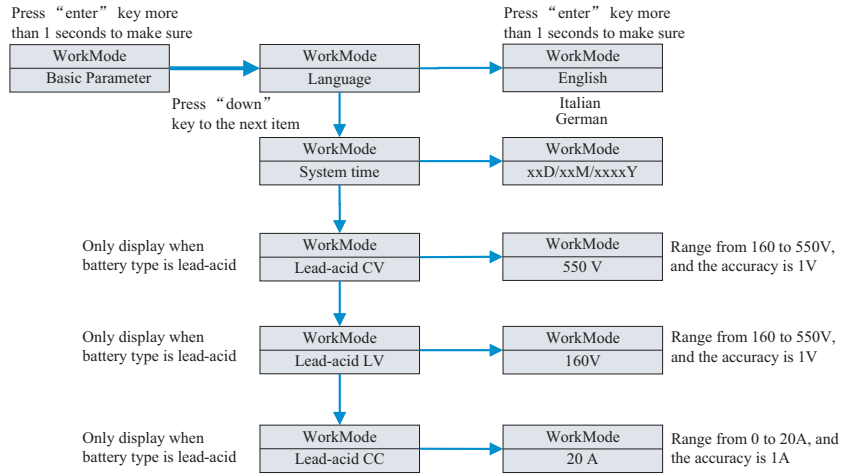 Press “enter” key more
than 1 seconds to make sure
Press “enter” key more
than 1 seconds to make sure
WorkMode
Basic Parameter
WorkMode
Language
WorkMode
English
Italian
German
Press “down”
key to the next item
WorkMode
System time
WorkMode
xxD/xxM/xxxxY
Only display when
battery type is lead-acid
WorkMode
Lead-acid CV
WorkMode
550 V
Range from 160 to 550V,
and the accuracy is 1V
Only display when
battery type is lead-acid
WorkMode
Lead-acid LV
WorkMode
160V
Range from 160 to 550V,
and the accuracy is 1V
Only display when
battery type is lead-acid
WorkMode
Lead-acid CC
WorkMode
20 A
Range from 0 to 20A, and
the accuracy is 1A